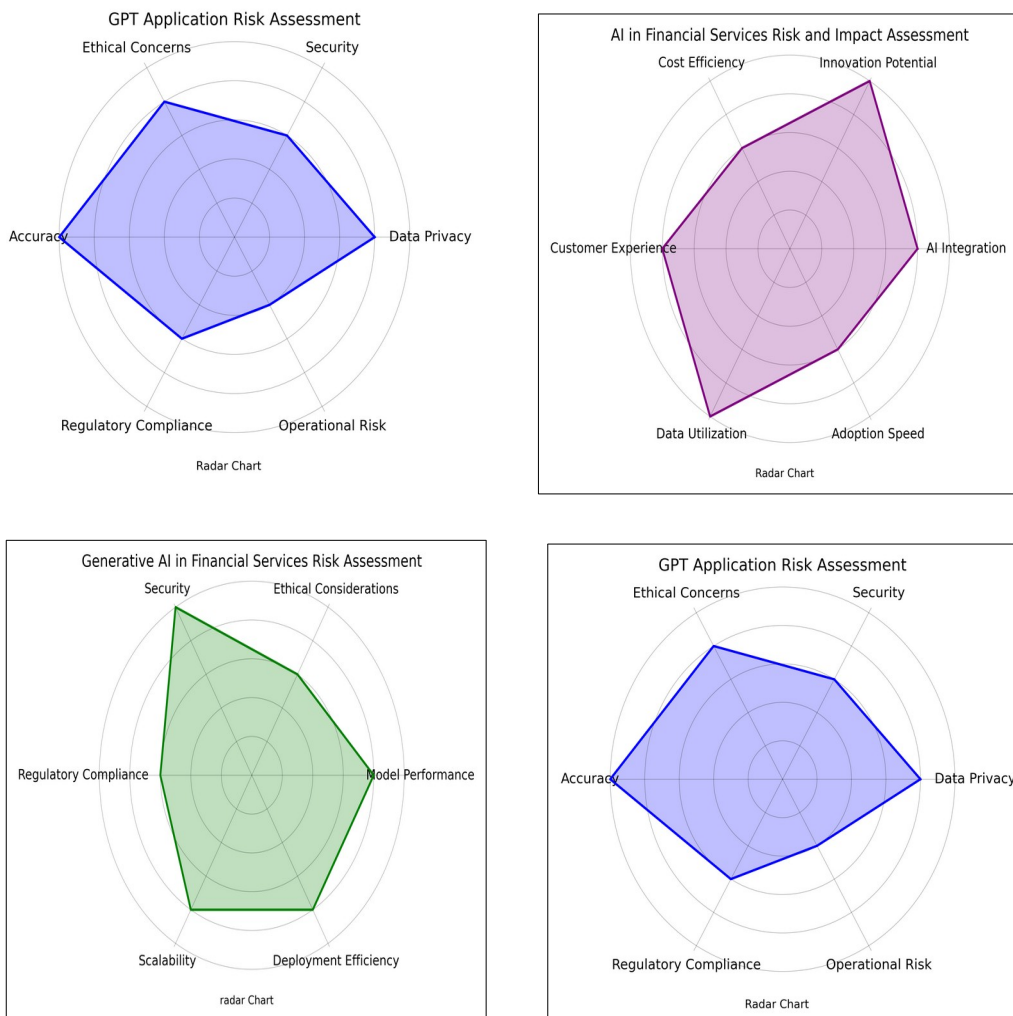 GPT Application Risk Assessment
Ethical Concerns
Security
Accuracy
Data Privacy
Regulatory Compliance
Operational Risk
Radar Chart
AI in Financial Services Risk and Impact Assessment
Cost Efficiency
Innovation Potential
Customer Experience
AI Integration
Data Utilization
Adoption Speed
Radar Chart
Generative AI in Financial Services Risk Assessment
Security
Ethical Considerations
Regulatory Compliance
Model Performance
Scalability
Deployment Efficiency
radar Chart
GPT Application Risk Assessment
Ethical Concerns
Security
Accuracy
Data Privacy
Regulatory Compliance
Operational Risk
Radar Chart